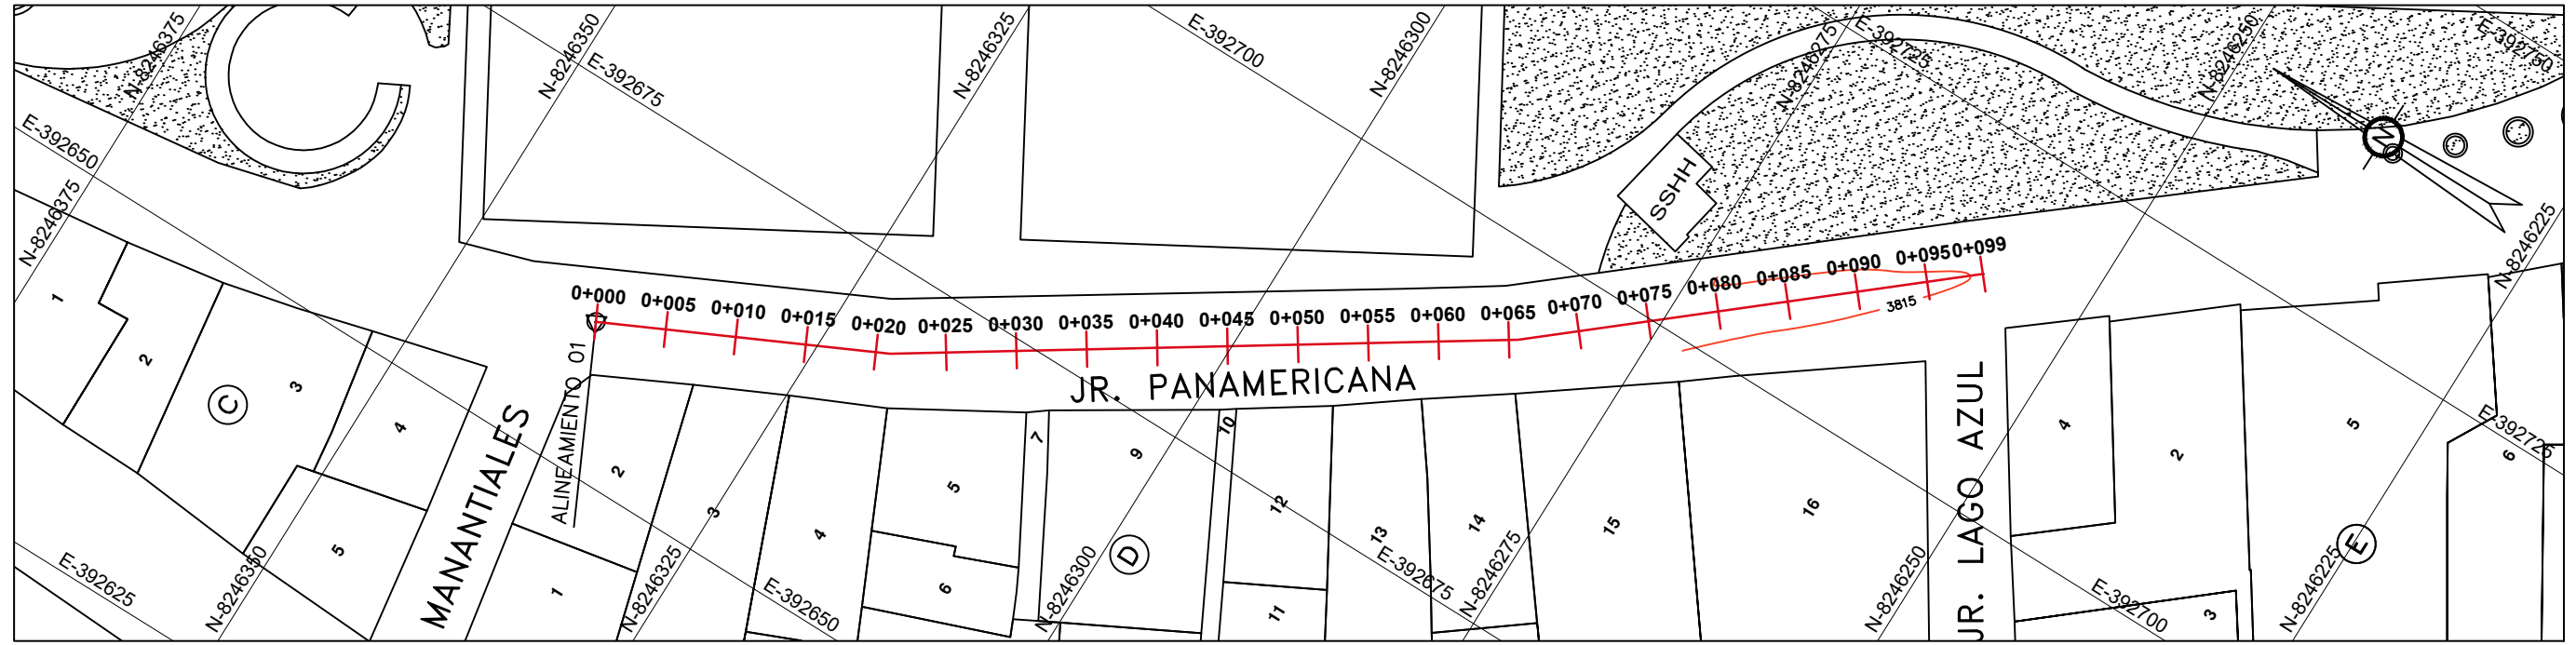 N-8246375
N-8246350
N-8246325
E-392700
N-8246300
N-8246275
E-392725
N-8246250
E-392750
E-392675
E-392650
N-8246375
SSHH
N
N-8246225
0+000 0+005 0+010 0+015 0+020 0+025 0+030 0+035 0+040 0+045 0+050 0+055 0+060 0+065 0+070 0+075 0+080 0+085 0+090 0+095 0+099
3815
1
2
C
3
4
5
MANANTIALES
ALINEAMIENTO 01
JR. PANAMERICANA
JR. LAGO AZUL
1
2
3
4
5
6
7
9
D
10
11
12
13
14
15
16
4
2
3
5
E
6
E-392725
E-392625
N-8246350
N-8246325
E-392650
N-8246300
E-392675
N-8246275
N-8246250
E-392700
N-8246225